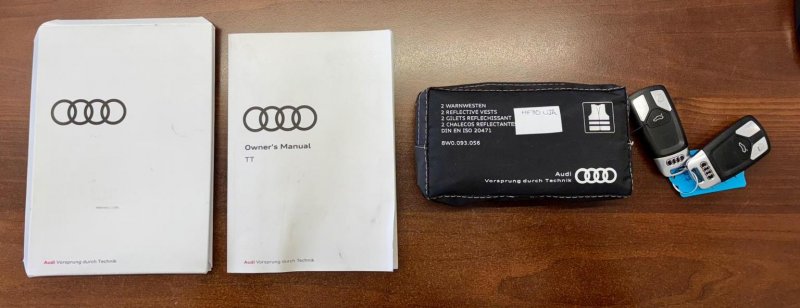 Audi Vorsprung durch Technik
Owner's Manual
TT
Audi Vorsprung durch Technik
2 WARNWESTEN
2 REFLECTIVE VESTS
2 GILETS REFLECHISSANT
2 CHALECOS REFLECTANTES
DIN EN ISO 20471
8W0.093.056
Audi
Vorsprung durch Technik